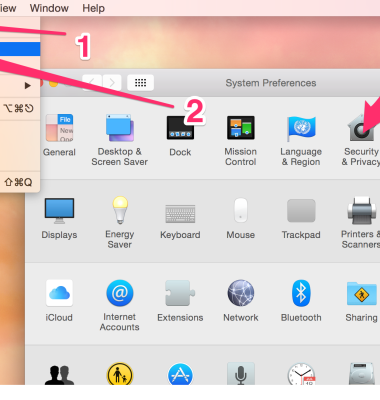 iew Window Help
1
System Preferences
⌥⌘⎋
2
⇧⌘Q
File
New
Ope
General
Desktop &
Screen Saver
Dock
Mission
Control
Language
& Region
Security
& Privacy
Displays
Energy
Saver
Keyboard
Mouse
Trackpad
Printers &
Scanners
iCloud
Internet
Accounts
Extensions
Network
Bluetooth
Sharing